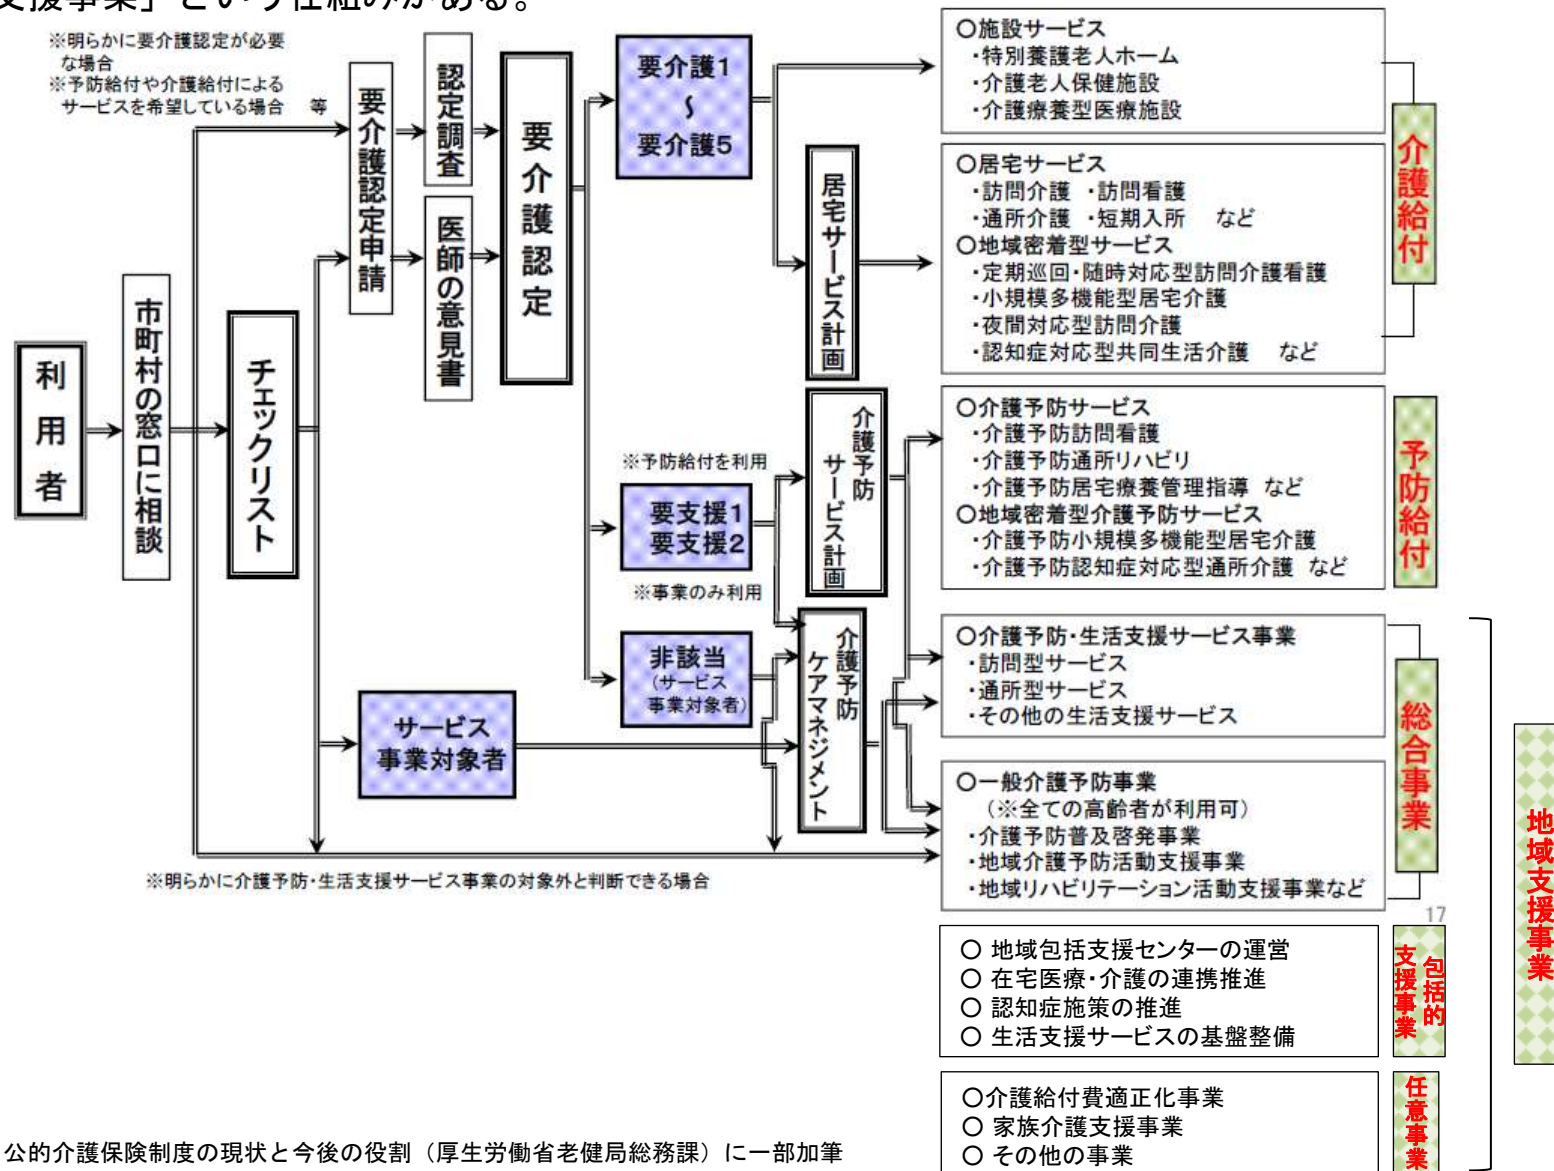 支援事業」という仕組みがある。
※明らかに要介護認定が必要
な場合
※予防給付や介護給付による
サービスを希望している場合 等
利用者
市町村の窓口に相談
チェックリスト
要介護認定申請
認定調査
医師の意見書
要介護認定
要介護1
~
要介護5
※予防給付を利用
要支援1
要支援2
※事業のみ利用
非該当
(サービス
事業対象者)
サービス
事業対象者
居宅サービス計画
介護予防
サービス計画
介護予防
ケアマネジメント
※明らかに介護予防・生活支援サービス事業の対象外と判断できる場合
○施設サービス
・特別養護老人ホーム
・介護老人保健施設
・介護療養型医療施設
○居宅サービス
・訪問介護 ・訪問看護
・通所介護 ・短期入所 など
○地域密着型サービス
・定期巡回・随時対応型訪問介護看護
・小規模多機能型居宅介護
・夜間対応型訪問介護
・認知症対応型共同生活介護 など
介護給付
○介護予防サービス
・介護予防訪問看護
・介護予防通所リハビリ
・介護予防居宅療養管理指導 など
○地域密着型介護予防サービス
・介護予防小規模多機能型居宅介護
・介護予防認知症対応型通所介護 など
予防給付
○介護予防・生活支援サービス事業
・訪問型サービス
・通所型サービス
・その他の生活支援サービス
○一般介護予防事業
(※全ての高齢者が利用可)
・介護予防普及啓発事業
・地域介護予防活動支援事業
・地域リハビリテーション活動支援事業など
総合事業
17
○ 地域包括支援センターの運営
○ 在宅医療・介護の連携推進
○ 認知症施策の推進
○ 生活支援サービスの基盤整備
包括的
支援事業
○介護給付費適正化事業
○ 家族介護支援事業
○ その他の事業
任意事業
地域支援事業
公的介護保険制度の現状と今後の役割（厚生労働省老健局総務課）に一部加筆